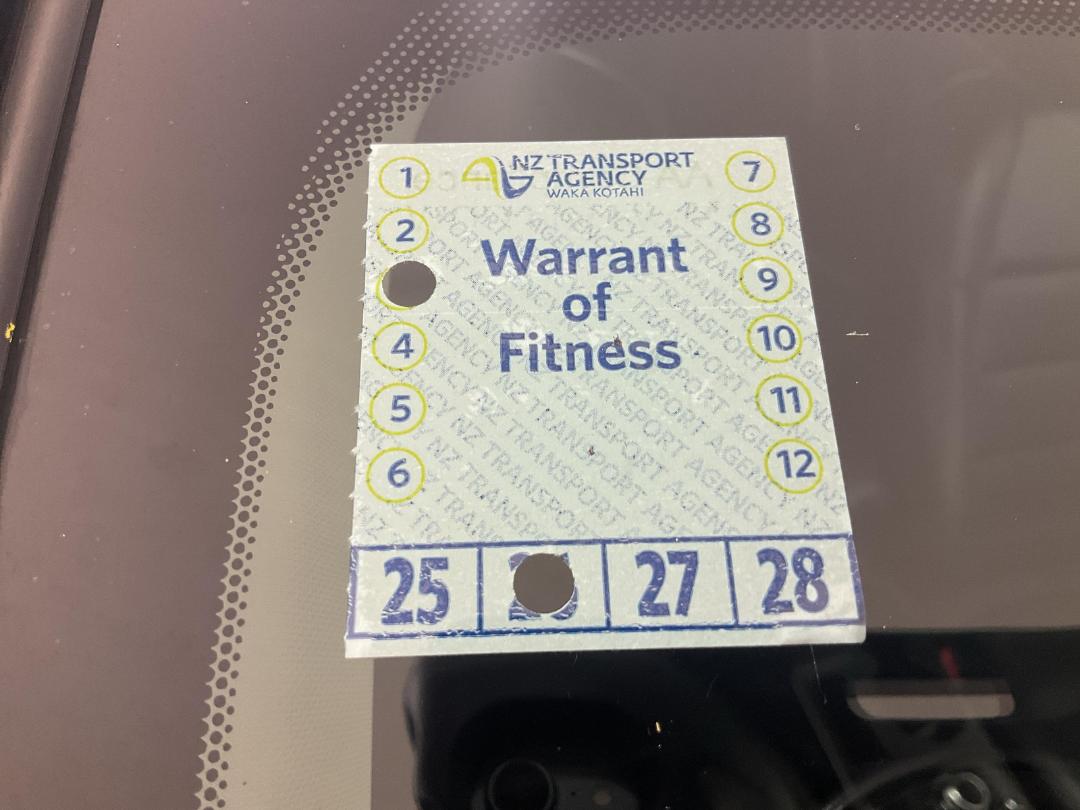 NZ TRANSPORT
AGENCY
WAKA KOTAHI
Warrant
of
Fitness
1
2
4
5
6
7
8
9
10
11
12
25 27 28